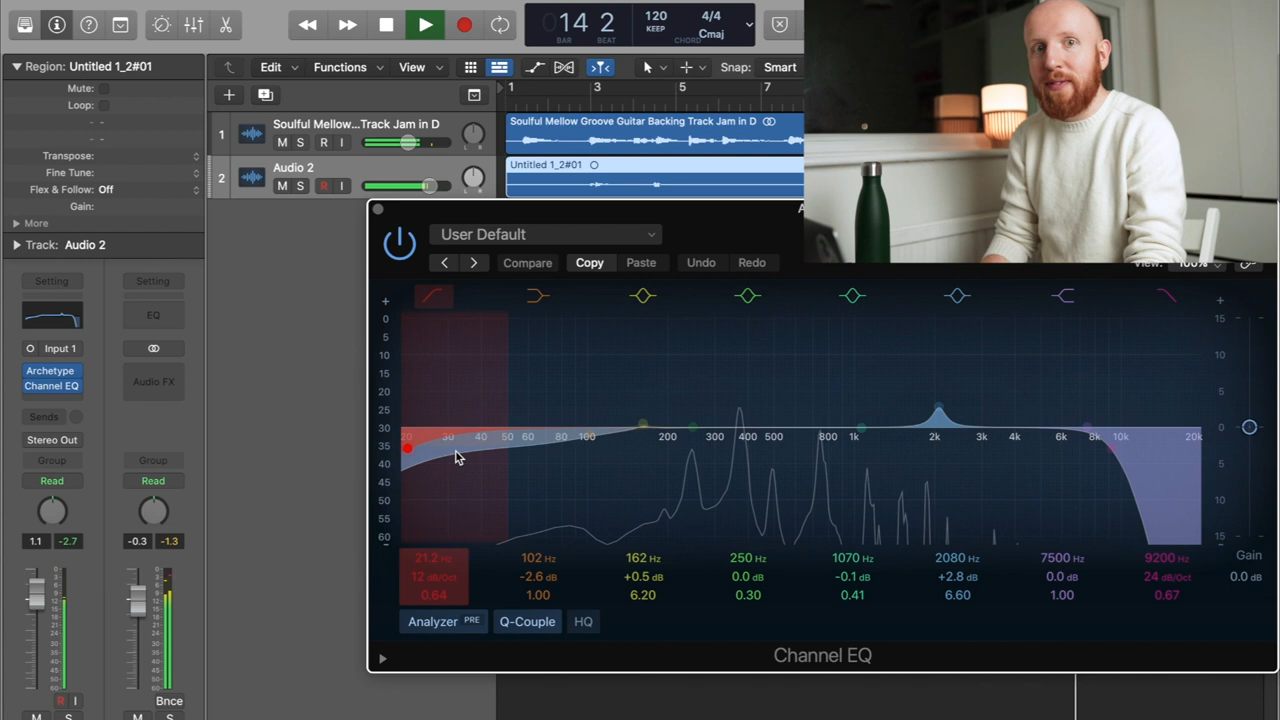 14 2
BAR BEAT
120
KEEP
4/4
Cmaj
CHORD
Region: Untitled 1_2#01
Mute:
Loop:
Transpose:
Fine Tune:
Flex & Follow: Off
Gain:
More
Track: Audio 2
Edit Functions View Snap: Smart
1 3 5 7
1 Soulful Mellow...Track Jam in D
M S R I
L R
Soulful Mellow Groove Guitar Backing Track Jam in D
2 Audio 2
M S R I
L R
Untitled 1_2#01
Setting Setting
EQ
Input 1
Archetype
Channel EQ
Audio FX
Sends
Stereo Out
Group Group
Read Read
1.1 -2.7 -0.3 -1.3
R I Bnce
M S M S
User Default
Compare Copy Paste Undo Redo View: 100%
+ +
0 15
5
10 10
15
20 5
25
30 0
20 30 40 50 60 80 100 200 300 400 500 800 1k 2k 3k 4k 6k 8k 10k 20k
35
40 5
45
50 10
55
60 15
21.2 Hz 102 Hz 162 Hz 250 Hz 1070 Hz 2080 Hz 7500 Hz 9200 Hz Gain
12 dB/Oct -2.6 dB +0.5 dB 0.0 dB -0.1 dB +2.8 dB 0.0 dB 24 dB/Oct 0.0 dB
0.64 1.00 6.20 0.30 0.41 6.60 1.00 0.67
Analyzer PRE Q-Couple HQ
Channel EQ